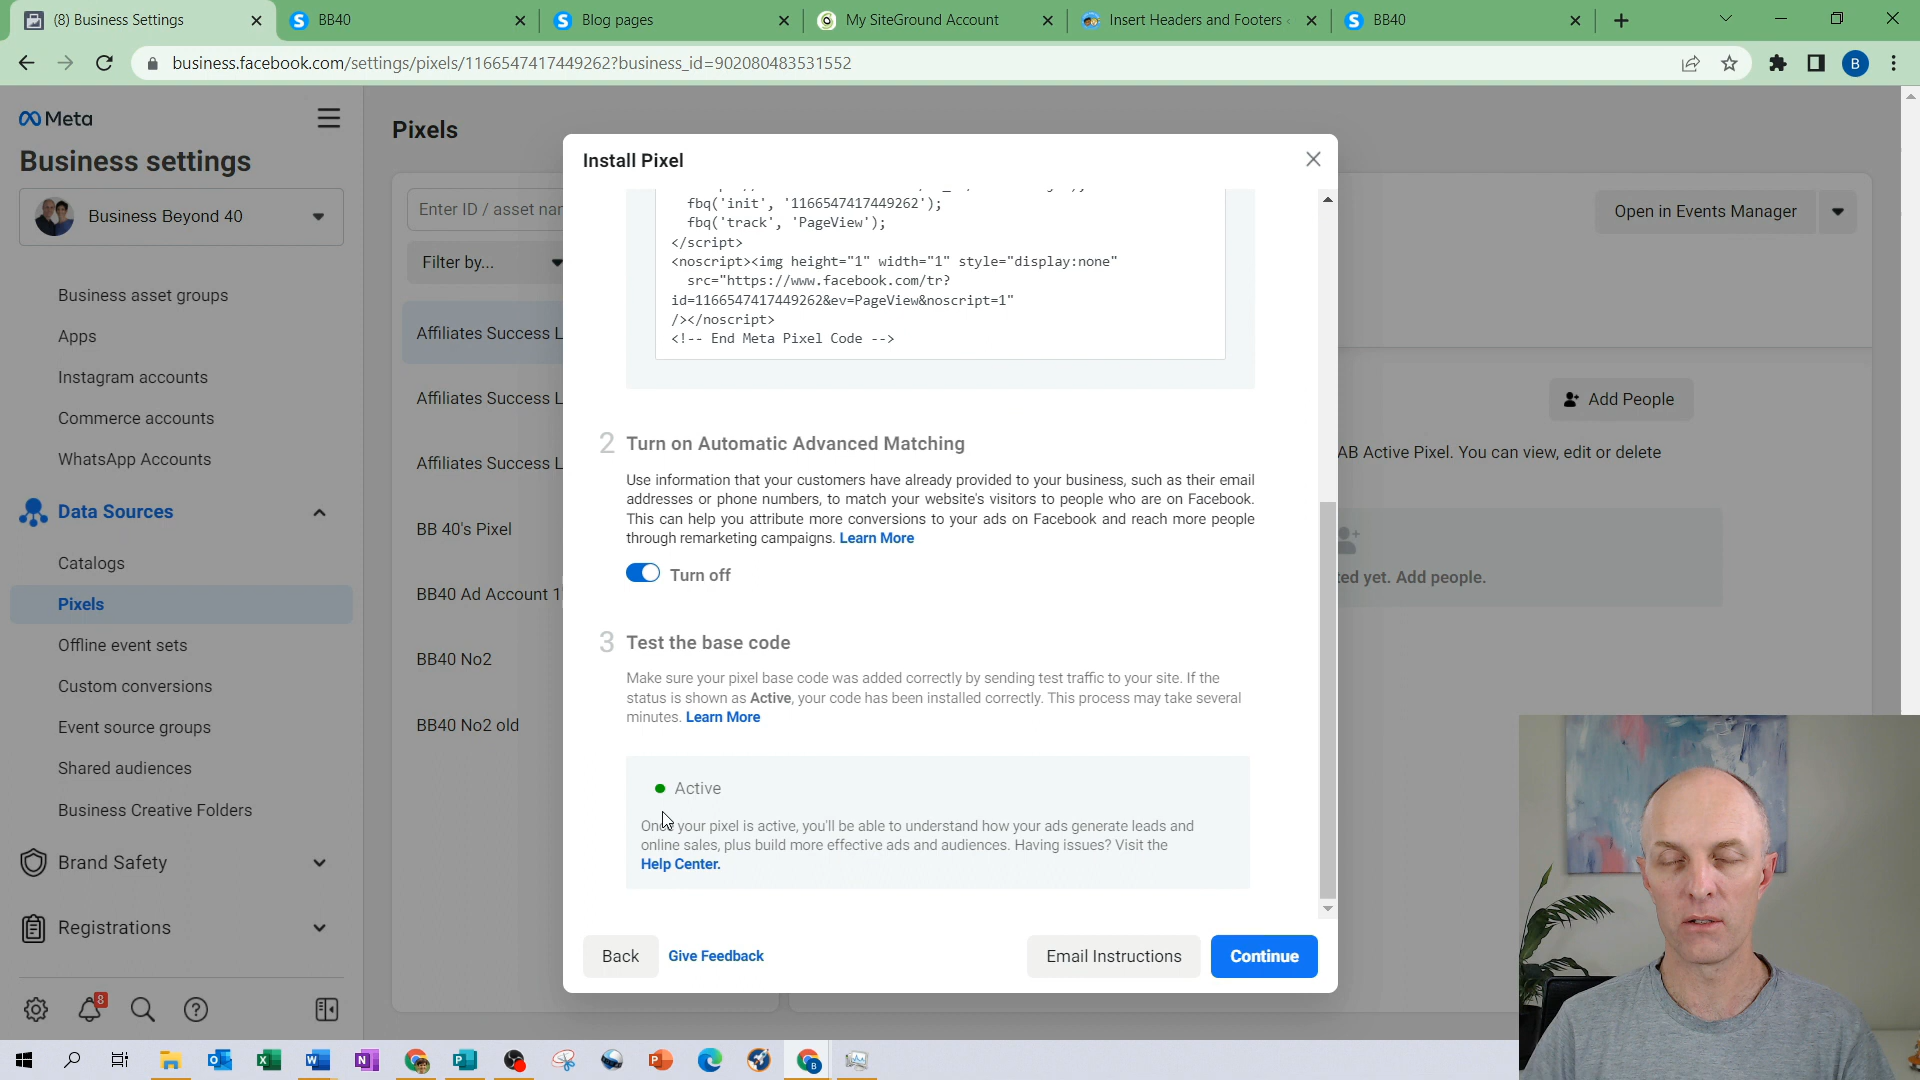 (8) Business Settings
BB40
Blog pages
My SiteGround Account
Insert Headers and Footers
BB40
business.facebook.com/settings/pixels/1166547417449262?business_id=902080483531552
B
Meta
Business settings
Business Beyond 40
Business asset groups
Apps
Instagram accounts
Commerce accounts
WhatsApp Accounts
Data Sources
Catalogs
Pixels
Offline event sets
Custom conversions
Event source groups
Shared audiences
Business Creative Folders
Brand Safety
Registrations
8
Pixels
Enter ID / asset nar
Filter by...
Affiliates Success L
Affiliates Success L
Affiliates Success L
BB 40's Pixel
BB40 Ad Account 1
BB40 No2
BB40 No2 old
Open in Events Manager
Add People
AB Active Pixel. You can view, edit or delete
ted yet. Add people.
Install Pixel
fbq('init', '1166547417449262');
fbq('track', 'PageView');
</script>
<noscript><img height="1" width="1" style="display:none"
src="https://www.facebook.com/tr?
id=1166547417449262&ev=PageView&noscript=1"
/></noscript>
<!-- End Meta Pixel Code -->
2 Turn on Automatic Advanced Matching
Use information that your customers have already provided to your business, such as their email
addresses or phone numbers, to match your website's visitors to people who are on Facebook.
This can help you attribute more conversions to your ads on Facebook and reach more people
through remarketing campaigns. Learn More
Turn off
3 Test the base code
Make sure your pixel base code was added correctly by sending test traffic to your site. If the
status is shown as Active, your code has been installed correctly. This process may take several
minutes. Learn More
Active
Once your pixel is active, you'll be able to understand how your ads generate leads and
online sales, plus build more effective ads and audiences. Having issues? Visit the
Help Center.
Back
Give Feedback
Email Instructions
Continue